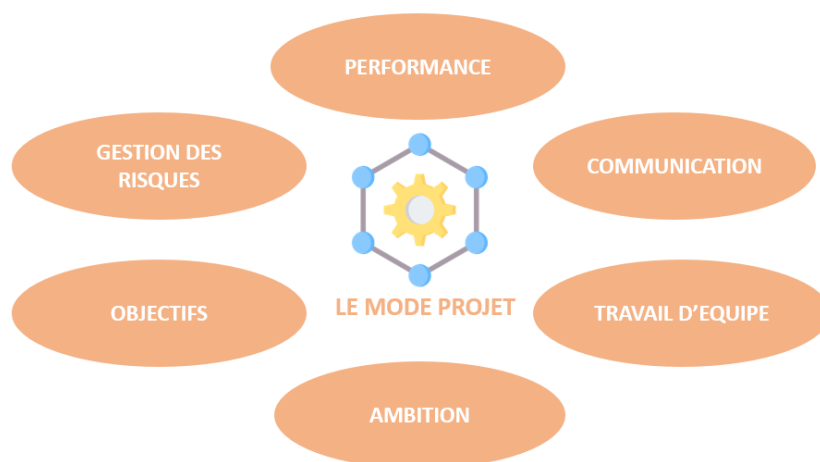 PERFORMANCE
GESTION DES
RISQUES
COMMUNICATION
OBJECTIFS
LE MODE PROJET
TRAVAIL D’EQUIPE
AMBITION